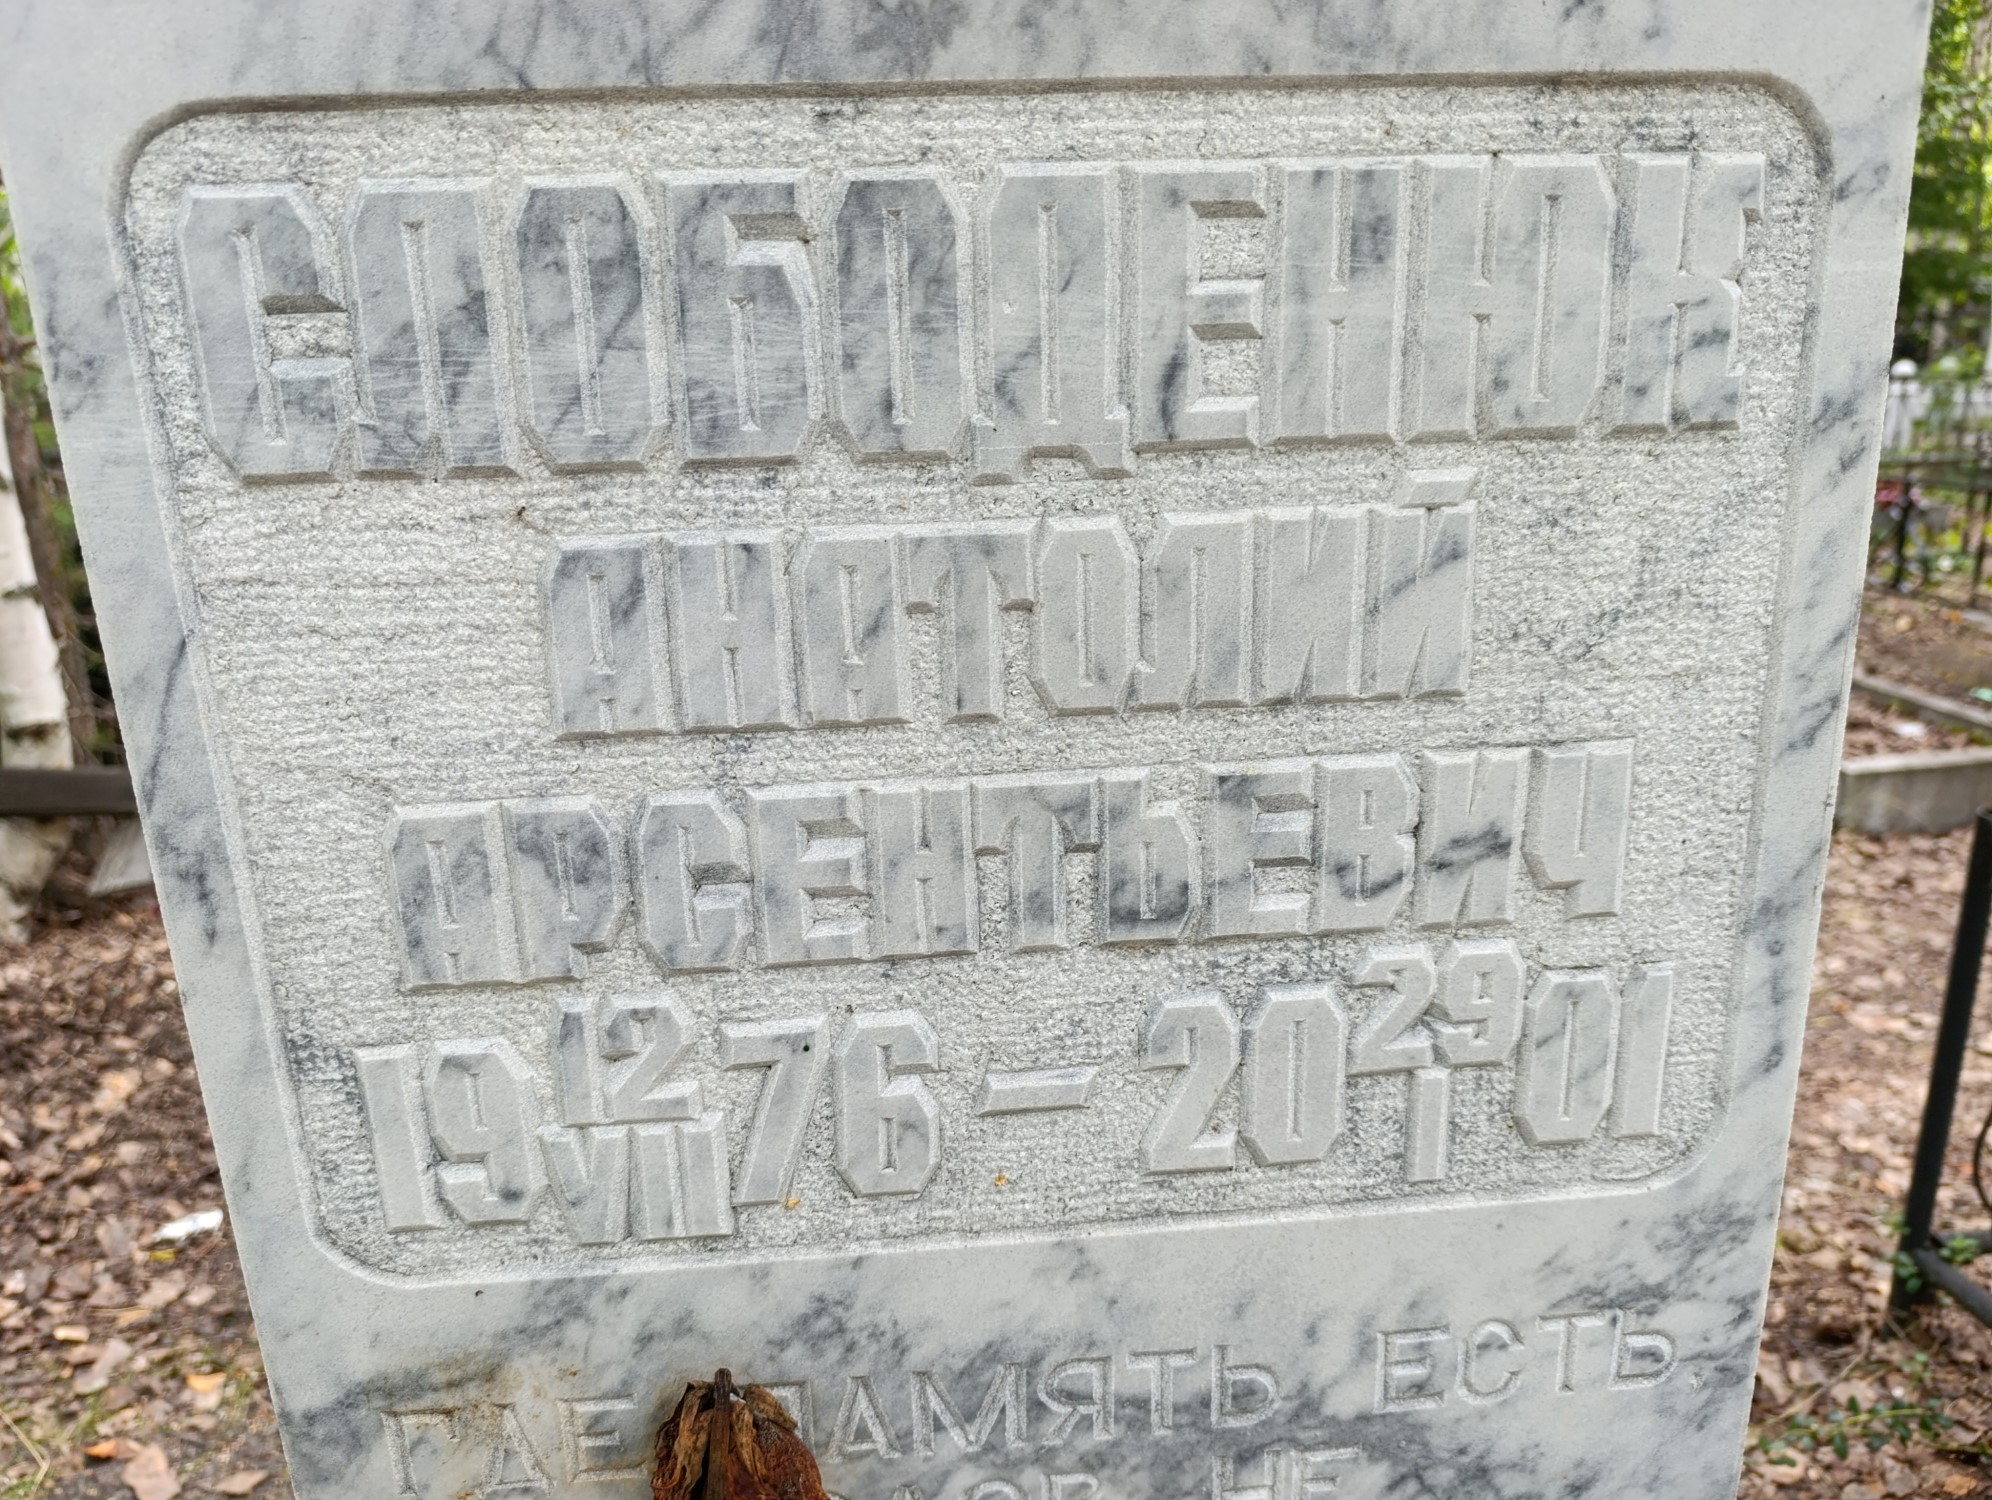 СЛОБОДЕНЮК
АНАТОЛИЙ
АРСЕНТЬЕВИЧ
19 12/VII 76 – 20 29/I 01
ГДЕ ПАМЯТЬ ЕСТЬ,
НЕ